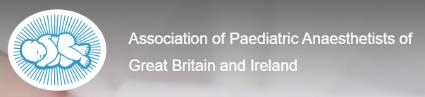 Association of Paediatric Anaesthetists of
Great Britain and Ireland